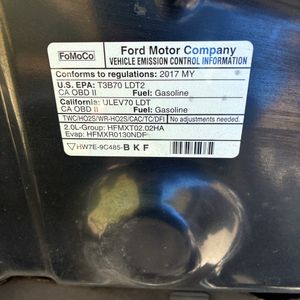 FoMoCo
Ford Motor Company
VEHICLE EMISSION CONTROL INFORMATION
Conforms to regulations: 2017 MY
U.S. EPA: T3B70 LDT2
CA OBD II Fuel: Gasoline
California: ULEV70 LDT
CA OBD II Fuel: Gasoline
TWC/HO2S/WR-HO2S/CAC/TC/DFI No adjustments needed.
2.0L-Group: HFMXT02.02HA
Evap: HFMXR0130NDF
HW7E-9C485-BKF